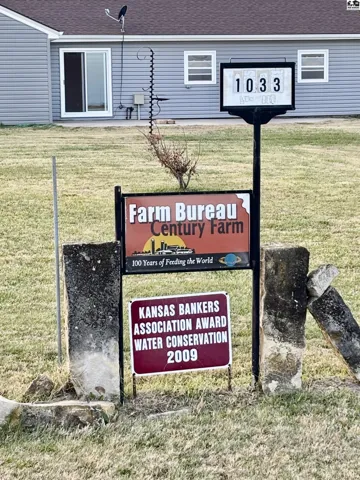 1033
Farm Bureau
Century Farm
100 Years of Feeding the World
KANSAS BANKERS
ASSOCIATION AWARD
WATER CONSERVATION
2009